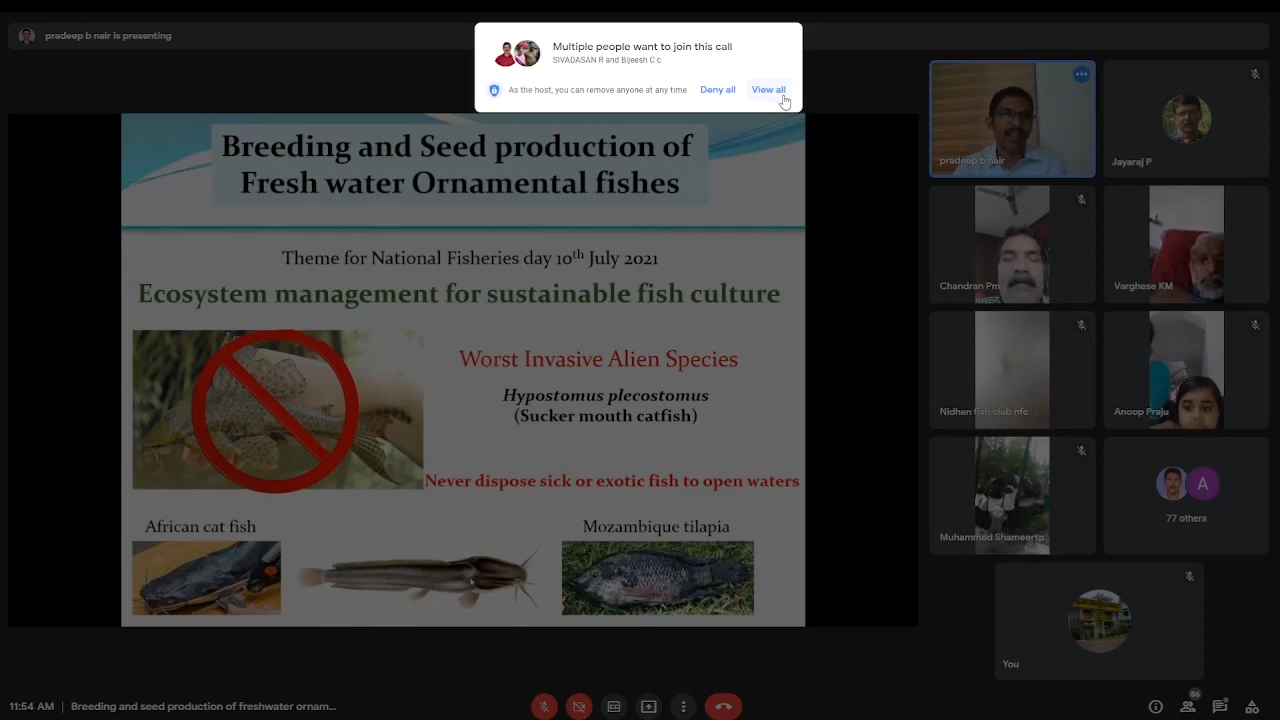 pradeep b nair is presenting
Multiple people want to join this call
SIVADASAN R and Bijeesh C c
As the host, you can remove anyone at any time
Deny all
View all
Breeding and Seed production of
Fresh water Ornamental fishes
Theme for National Fisheries day 10th July 2021
Ecosystem management for sustainable fish culture
Worst Invasive Alien Species
Hypostomus plecostomus
(Sucker mouth catfish)
Never dispose sick or exotic fish to open waters
African cat fish
Mozambique tilapia
pradeep b nair
Jayaraj P
Chandran Pm
Varghese KM
Nidhan fish club nfc
Anoop Praju
Muhammed Shameertp
A
77 others
You
11:54 AM | Breeding and seed production of freshwater ornam...
86